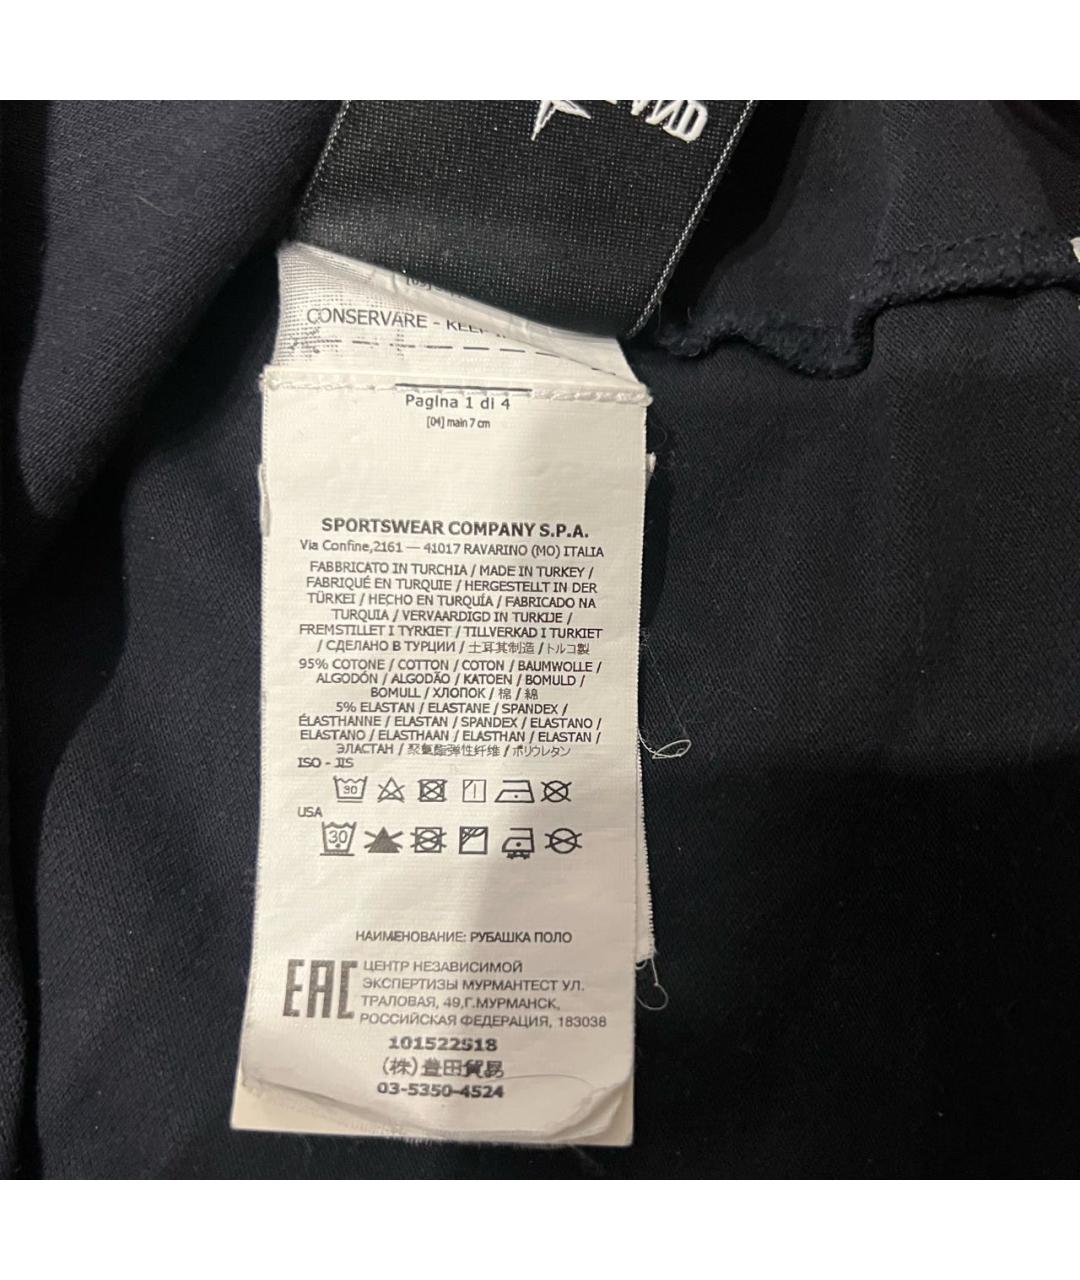 CONSERVARE -
Pagina 1 di 4
[04] main 7 cm
SPORTSWEAR COMPANY S.P.A.
Via Confine,2161 — 41017 RAVARINO (MO) ITALIA
FABBRICATO IN TURCHIA / MADE IN TURKEY /
FABRIQUÉ EN TURQUIE / HERGESTELLT IN DER
TÜRKEI / HECHO EN TURQUÍA / FABRICADO NA
TURQUIA / VERVAARDIGD IN TURKIJE /
FREMSTILLET I TYRKIET / TILLVERKAD I TURKIET
/ СДЕЛАНО В ТУРЦИИ / 土耳其制造 / トルコ製
95% COTONE / COTTON / COTON / BAUMWOLLE /
ALGODÓN / ALGODÃO / KATOEN / BOMULD /
BOMULL / ХЛОПОК / 棉 / 綿
5% ELASTAN / ELASTANE / SPANDEX /
ÉLASTHANNE / ELASTAN / SPANDEX / ELASTANO /
ELASTANO / ELASTHAAN / ELASTHAN / ELASTAN /
ЭЛАСТАН / 聚氨酯弹性纤维 / ポリウレタン
ISO - JIS
30
USA
30
НАИМЕНОВАНИЕ: РУБАШКА ПОЛО
EAC
ЦЕНТР НЕЗАВИСИМОЙ
ЭКСПЕРТИЗЫ МУРМАНТЕСТ УЛ.
ТРАЛОВАЯ, 49,Г.МУРМАНСК,
РОССИЙСКАЯ ФЕДЕРАЦИЯ, 183038
101522518
(株)豊田貿易
03-5350-4524